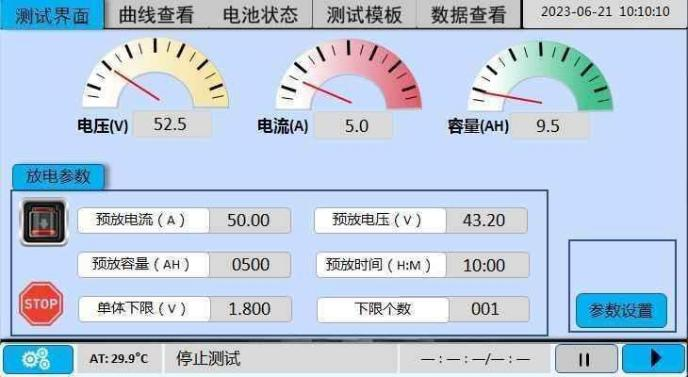 测试界面 曲线查看 电池状态 测试模板 数据查看 2023-06-21 10:10:10
电压(V) 52.5 电流(A) 5.0 容量(AH) 9.5
放电参数
预放电流 ( A ) 50.00 预放电压 ( V ) 43.20
预放容量 ( AH ) 0500 预放时间 ( H:M ) 10:00
STOP 单体下限 ( V ) 1.800 下限个数 001 参数设置
AT: 29.9°C 停止测试 —:—:—/—:—